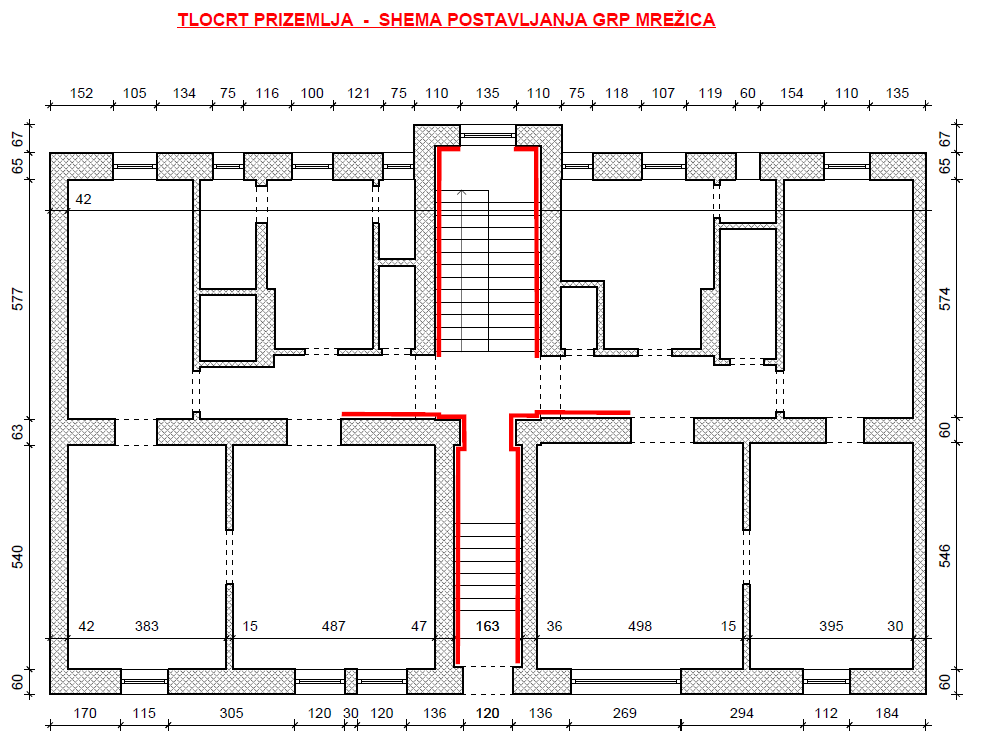 TLOCRT PRIZEMLJA - SHEMA POSTAVLJANJA GRP MREŽICA
152 105 134 75 116 100 121 75 110 135 110 75 118 107 119 60 154 110 135
67 67
65 65
42
577 574
63 60
540 546
42 383 15 487 47 163 36 498 15 395 30
60 60
170 115 305 120 30 120 136 120 136 269 294 112 184